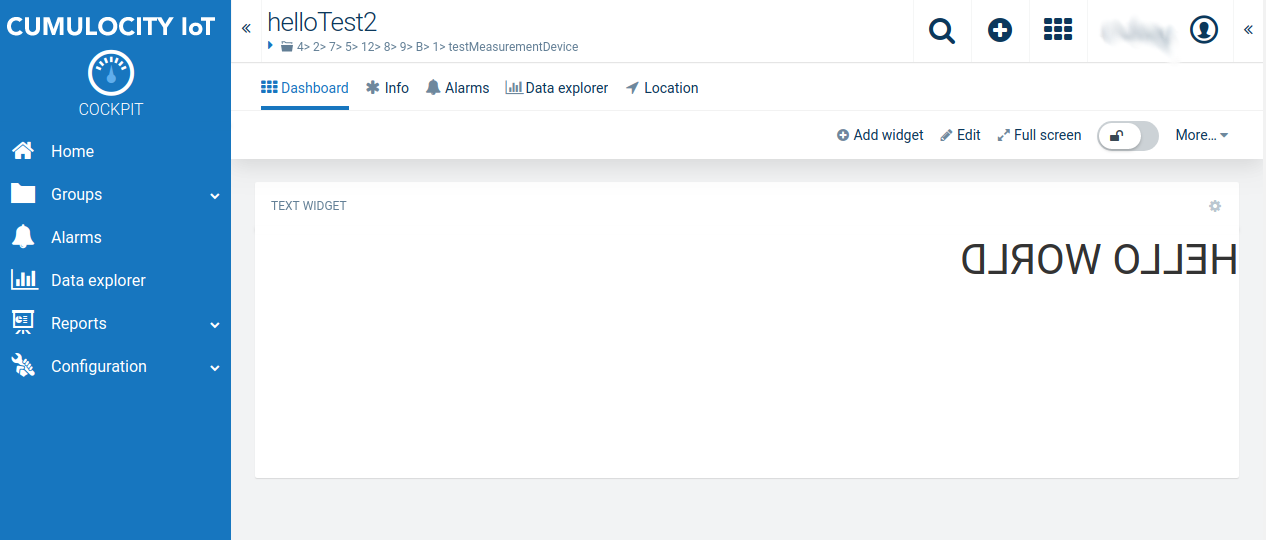 CUMULOCITY IoT
COCKPIT
Home
Groups
Alarms
Data explorer
Reports
Configuration
helloTest2
4> 2> 7> 5> 12> 8> 9> B> 1> testMeasurementDevice
Dashboard Info Alarms Data explorer Location
Add widget Edit Full screen More...
TEXT WIDGET
HELLO WORLD